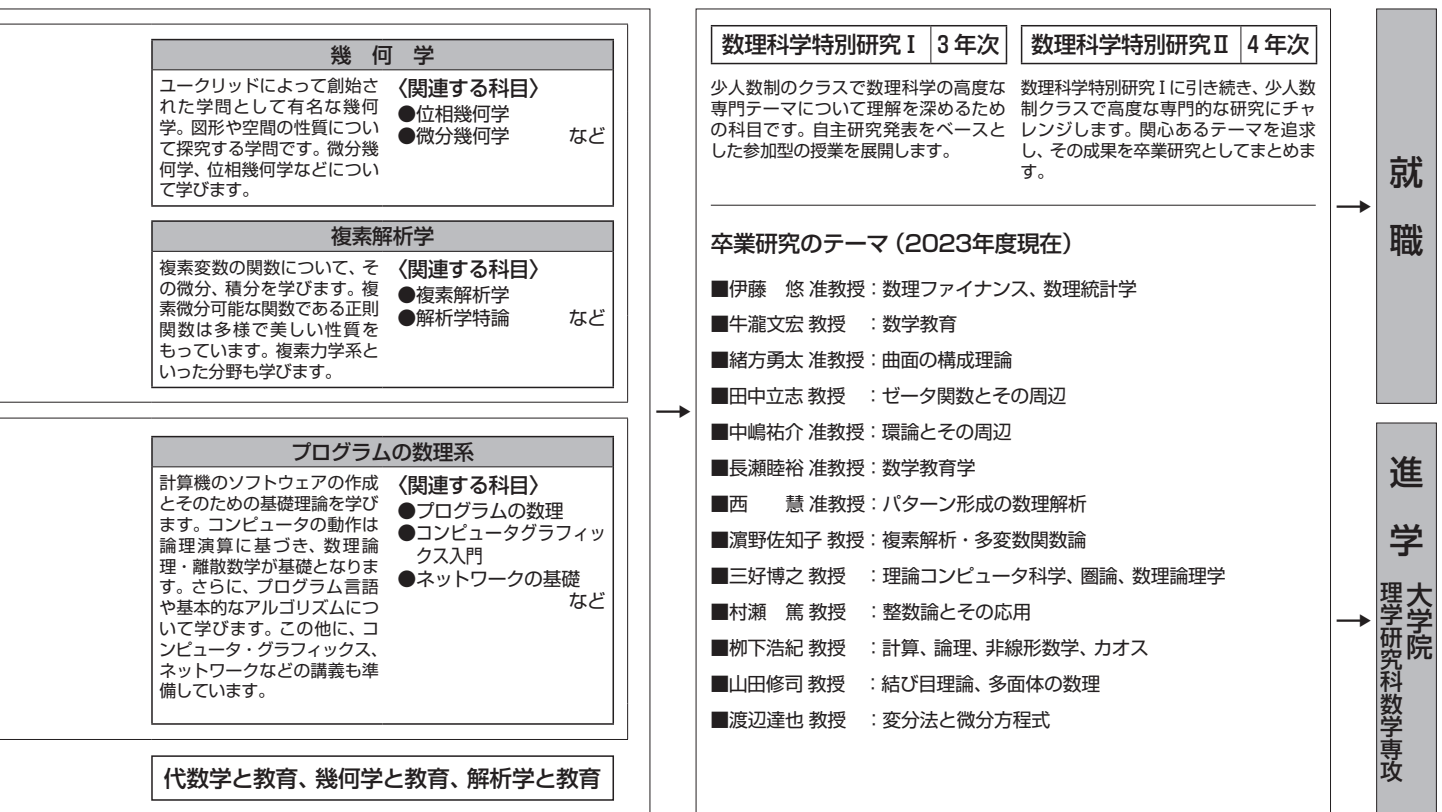 幾何学
ユークリッドによって創始さ
れた学問として有名な幾何
学。図形や空間の性質につい
て探究する学問です。微分幾
何学、位相幾何学などについ
て学びます。
〈関連する科目〉
●位相幾何学
●微分幾何学 など
複素解析学
複素変数の関数について、そ
の微分、積分を学びます。複
素微分可能な関数である正則
関数は多様で美しい性質を
もっています。複素力学系と
いった分野も学びます。
〈関連する科目〉
●複素解析学
●解析学特論 など
プログラムの数理系
計算機のソフトウェアの作成
とそのための基礎理論を学び
ます。コンピュータの動作は
論理演算に基づき、数理論
理・離散数学が基礎となりま
す。さらに、プログラム言語
や基本的なアルゴリズムにつ
いて学びます。この他に、コ
ンピュータ・グラフィックス、
ネットワークなどの講義も準
備しています。
〈関連する科目〉
●プログラムの数理
●コンピュータグラフィッ
クス入門
●ネットワークの基礎
など
代数学と教育、幾何学と教育、解析学と教育
→
数理科学特別研究Ⅰ 3年次
少人数制のクラスで数理科学の高度な
専門テーマについて理解を深めるため
の科目です。自主研究発表をベースと
した参加型の授業を展開します。
数理科学特別研究Ⅱ 4年次
数理科学特別研究Ⅰに引き続き、少人数
制クラスで高度な専門的な研究にチャ
レンジします。関心あるテーマを追求
し、その成果を卒業研究としてまとめま
す。
卒業研究のテーマ(2023年度現在)
■伊藤 悠 准教授:数理ファイナンス、数理統計学
■牛瀧文宏 教授 :数学教育
■緒方勇太 准教授:曲面の構成理論
■田中立志 教授 :ゼータ関数とその周辺
■中嶋祐介 准教授:環論とその周辺
■長瀬睦裕 准教授:数学教育学
■西 慧 准教授:パターン形成の数理解析
■濵野佐知子 教授:複素解析・多変数関数論
■三好博之 教授 :理論コンピュータ科学、圏論、数理論理学
■村瀬 篤 教授 :整数論とその応用
■栁下浩紀 教授 :計算、論理、非線形数学、カオス
■山田修司 教授 :結び目理論、多面体の数理
■渡辺達也 教授 :変分法と微分方程式
→
就職
→
進学
大学院
理学研究科数学専攻